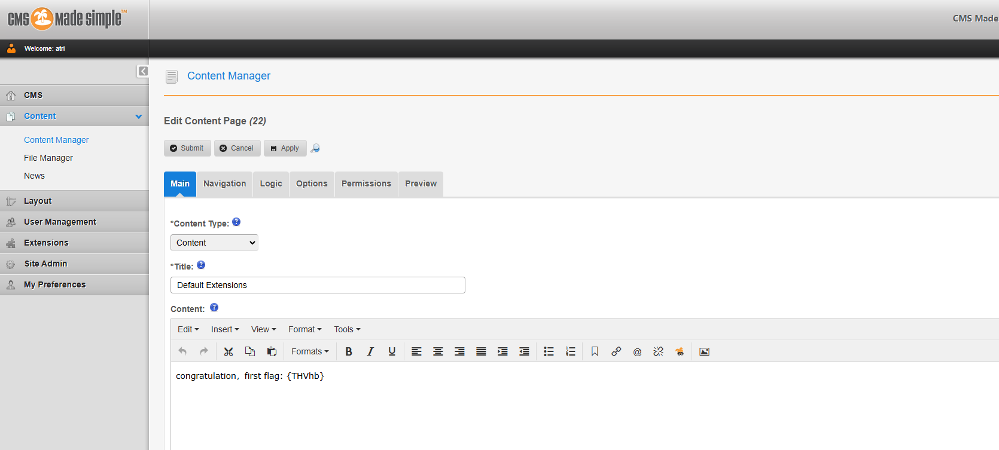 CMS Made Simple™
CMS Made
Welcome: atri
Content Manager
CMS
Content
Content Manager
File Manager
News
Layout
User Management
Extensions
Site Admin
My Preferences
Edit Content Page (22)
Submit Cancel Apply
Main Navigation Logic Options Permissions Preview
*Content Type: ?
Content
*Title: ?
Default Extensions
Content: ?
Edit Insert View Format Tools
Formats B I U @
congratulation，first flag: {THVhb}